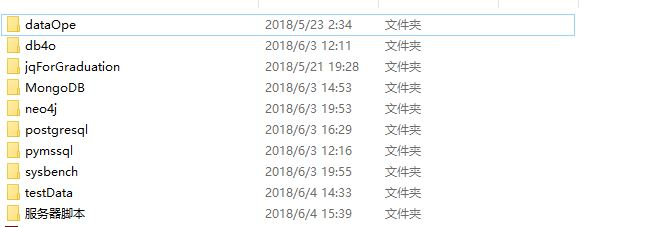 dataOpe 2018/5/23 2:34 文件夹
db4o 2018/6/3 12:11 文件夹
jqForGraduation 2018/5/21 19:28 文件夹
MongoDB 2018/6/3 14:53 文件夹
neo4j 2018/6/3 19:53 文件夹
postgresql 2018/6/3 16:29 文件夹
pymssql 2018/6/3 12:16 文件夹
sysbench 2018/6/3 19:55 文件夹
testData 2018/6/4 14:33 文件夹
服务器脚本 2018/6/4 15:39 文件夹